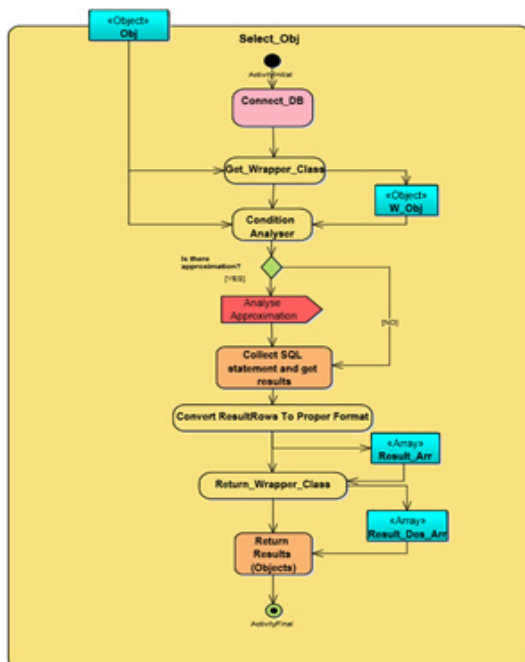 «Object»
Obj
Select_Obj
ActivityInitial
Connect_DB
Get_Wrapper_Class
«Object»
W_Obj
Condition
Analyser
Is there
approximation?
[YES]
Analyse
Approximation
[NO]
Collect SQL
statement and get
results
Convert ResultRows To Proper Format
«Array»
Result_Arr
Return_Wrapper_Class
«Array»
Result_Des_Arr
Return
Results
(Objects)
ActivityFinal